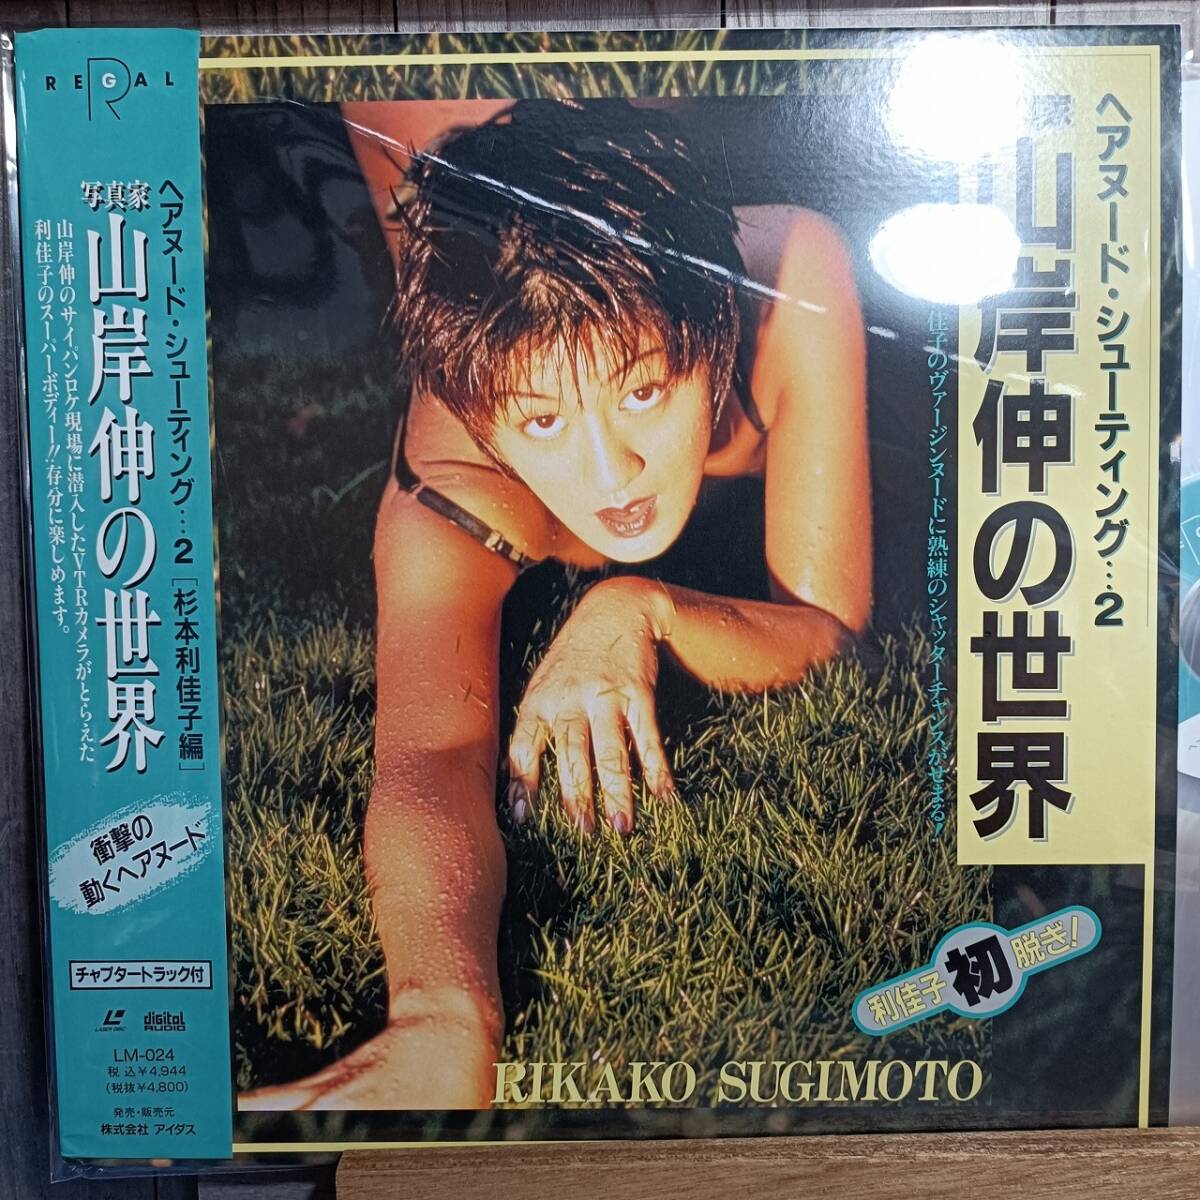 REGAL
ヘアヌード・シューティング…2[杉本利佳子編]
写真家
山岸伸の世界
山岸伸のサイパンロケ現場に潜入したVTRカメラがとらえた
利佳子のスーパーボディー!!存分に楽しめます。
衝撃の
動くヘアヌード
チャプタートラック付
LASER DISC
digital
AUDIO
LM-024
税込¥4,944
(税抜¥4,800)
発売・販売元
株式会社 アイダス
ヘアヌード・シューティング…2
山岸伸の世界
佳子のヴァージンヌードに熟練のシャッターチャンスがせまる!
利佳子 初 脱ぎ!
RIKAKO SUGIMOTO